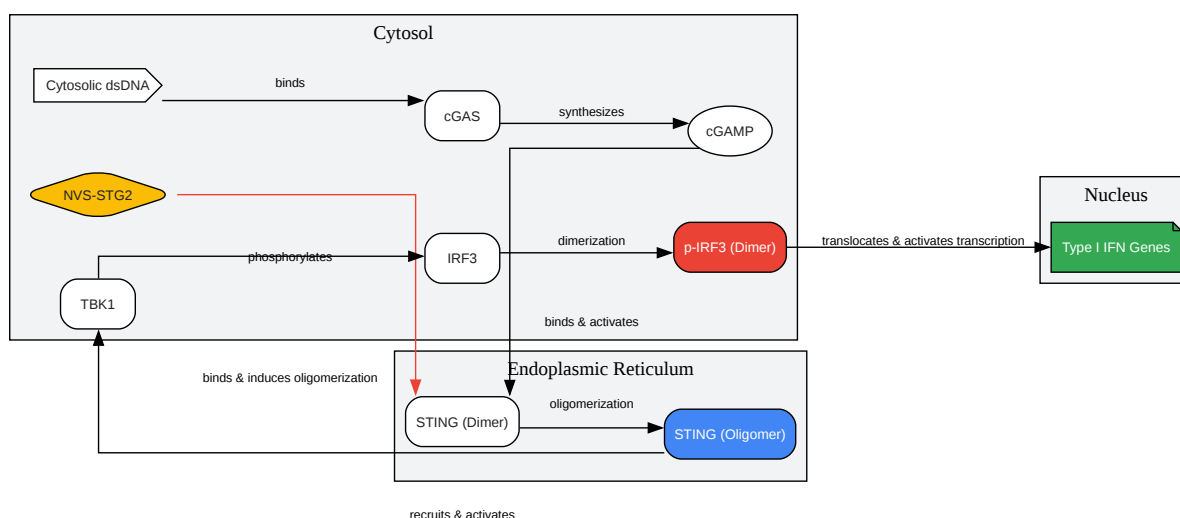 Cytosol
Cytosolic dsDNA
binds
cGAS
synthesizes
cGAMP
NVS-STG2
Nucleus
phosphorylates
IRF3
dimerization
p-IRF3 (Dimer)
translocates & activates transcription
Type I IFN Genes
TBK1
binds & activates
binds & induces oligomerization
Endoplasmic Reticulum
STING (Dimer)
oligomerization
STING (Oligomer)
recruits & activates